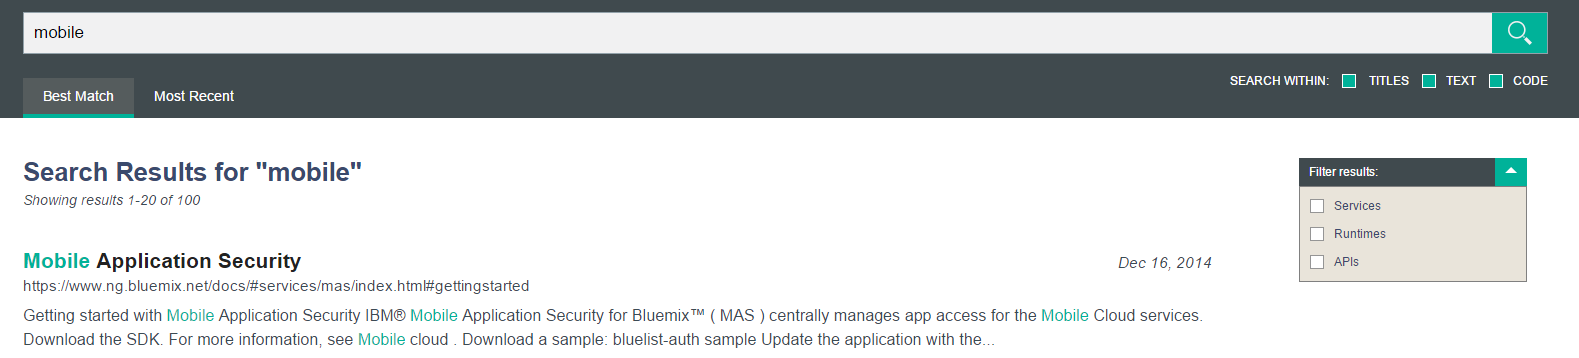 mobile
Best Match Most Recent
SEARCH WITHIN: TITLES TEXT CODE
Search Results for "mobile"
Showing results 1-20 of 100
Filter results:
Services
Runtimes
APIs
Mobile Application Security Dec 16, 2014
https://www.ng.bluemix.net/docs/#services/mas/index.html#gettingstarted
Getting started with Mobile Application Security IBM® Mobile Application Security for Bluemix™ ( MAS ) centrally manages app access for the Mobile Cloud services.
Download the SDK. For more information, see Mobile cloud . Download a sample: bluelist-auth sample Update the application with the...